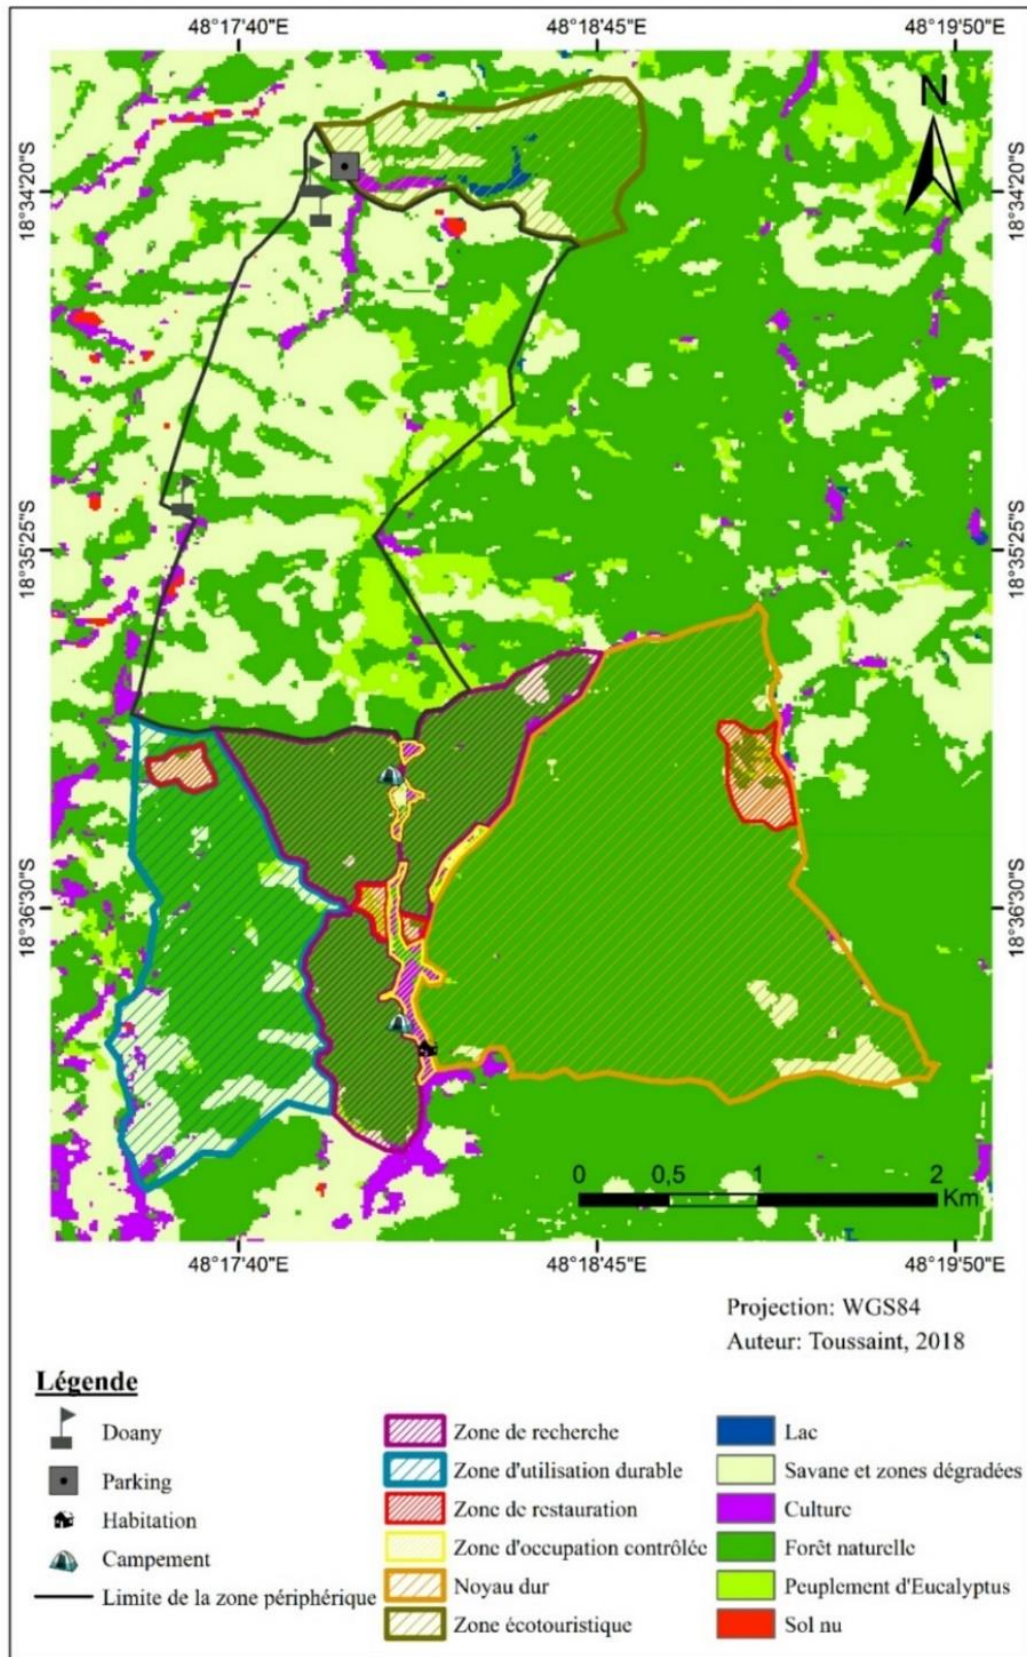 48°17'40"E 48°18'45"E 48°19'50"E
N
18°34'20"S 18°34'20"S
18°35'25"S 18°35'25"S
18°36'30"S 18°36'30"S
0 0,5 1 2
Km
48°17'40"E 48°18'45"E 48°19'50"E
Projection: WGS84
Auteur: Toussaint, 2018
Légende
Doany
Parking
Habitation
Campement
Limite de la zone périphérique
Zone de recherche
Zone d'utilisation durable
Zone de restauration
Zone d'occupation contrôlée
Noyau dur
Zone écotouristique
Lac
Savane et zones dégradées
Culture
Forêt naturelle
Peuplement d'Eucalyptus
Sol nu